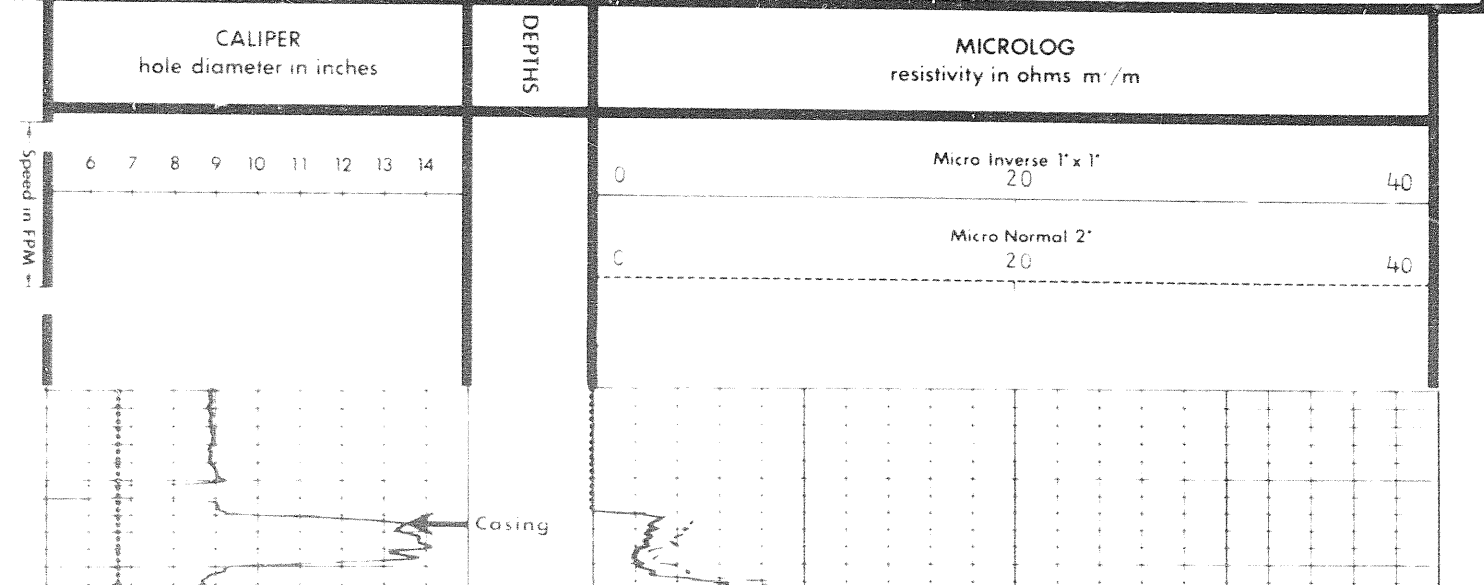 CALIPER
hole diameter in inches
DEPTHS
MICROLOG
resistivity in ohms m²/m
Speed in FPM
6 7 8 9 10 11 12 13 14
Micro Inverse 1" x 1"
0 20 40
Micro Normal 2"
0 20 40
Casing